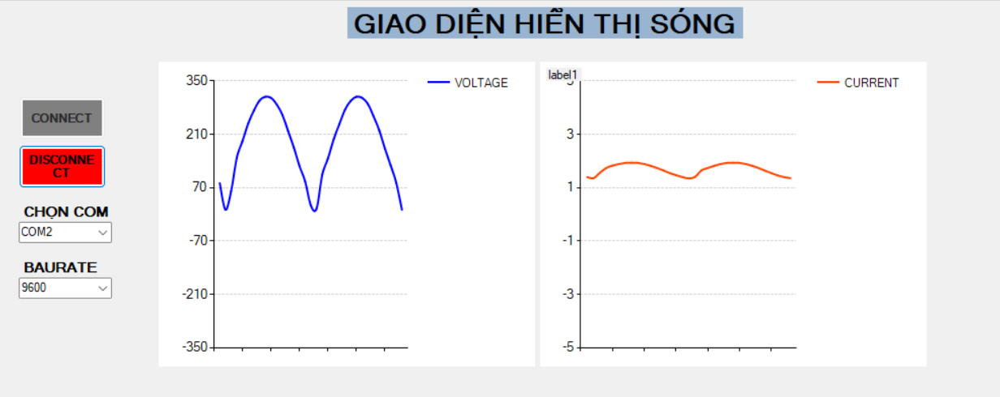 GIAO DIỆN HIỂN THỊ SÓNG
CONNECT
DISCONNE
CT
CHỌN COM
COM2
BAURATE
9600
350
210
70
-70
-210
-350
VOLTAGE
label1
5
3
1
-1
-3
-5
CURRENT